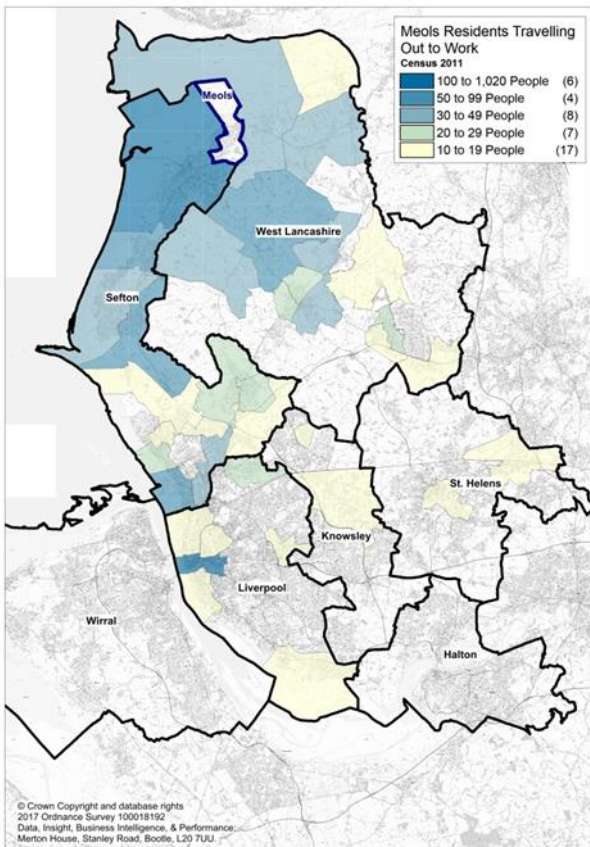 Meols Residents Travelling
Out to Work
Census 2011
100 to 1,020 People (6)
50 to 99 People (4)
30 to 49 People (8)
20 to 29 People (7)
10 to 19 People (17)
Meols
West Lancashire
Sefton
St. Helens
Knowsley
Liverpool
Wirral
Halton
© Crown Copyright and database rights
2017 Ordnance Survey 100018192
Data, Insight, Business Intelligence, & Performance,
Merton House, Stanley Road, Bootle, L20 7UU.